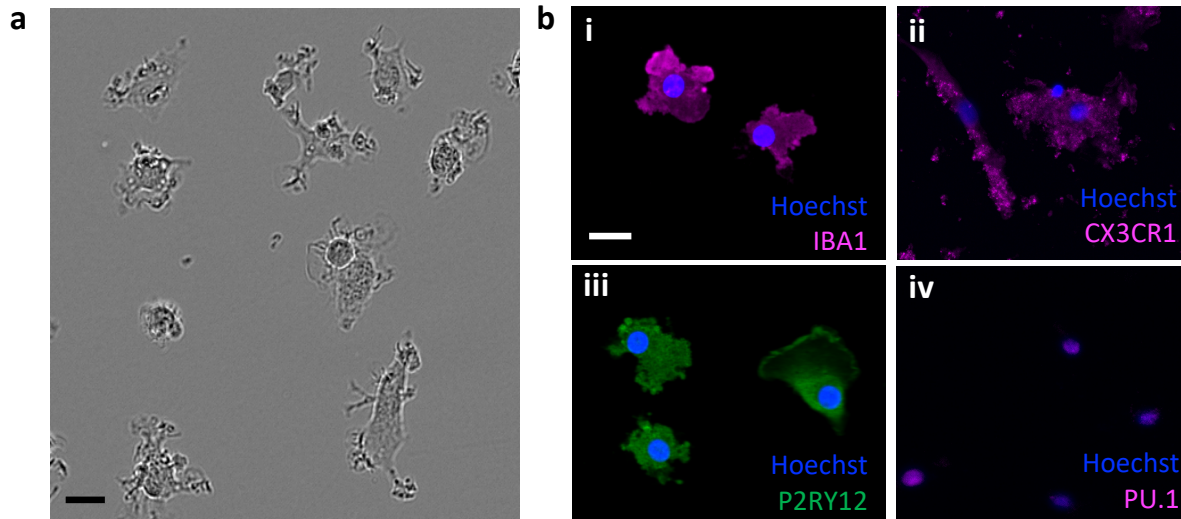 a
b
i
Hoechst
IBA1
ii
Hoechst
CX3CR1
iii
Hoechst
P2RY12
iv
Hoechst
PU.1